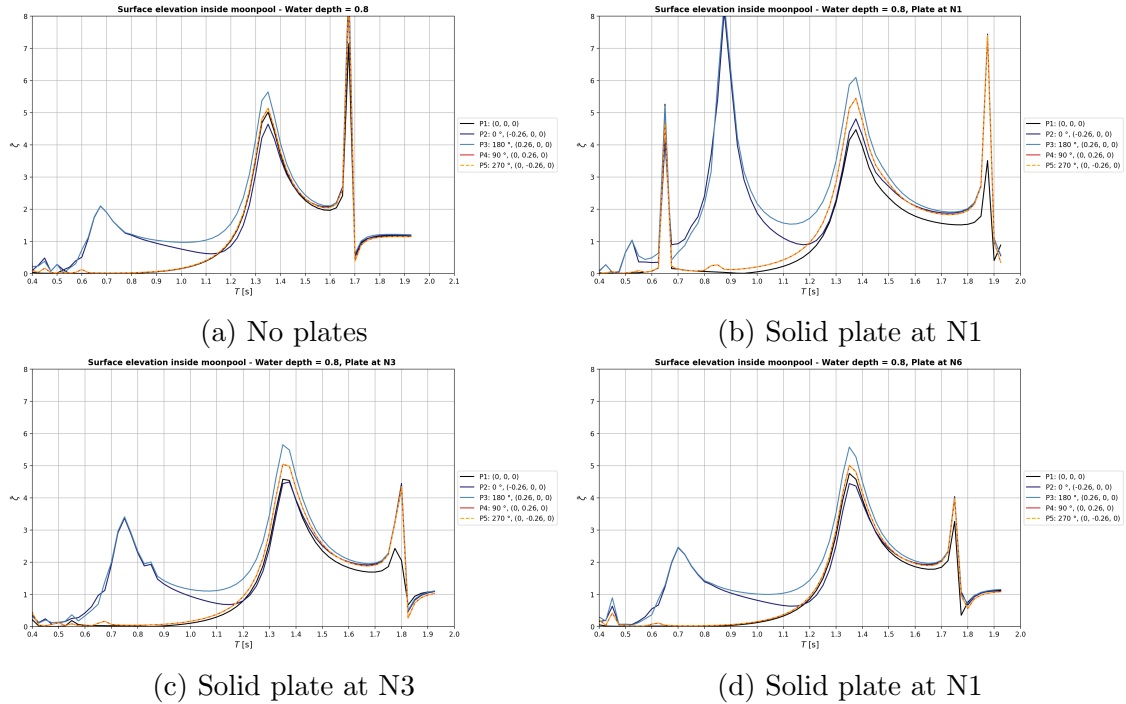 Surface elevation inside moonpool - Water depth = 0.8
8
7
6
5
4
3
2
1
0
ζ
0.4 0.5 0.6 0.7 0.8 0.9 1.0 1.1 1.2 1.3 1.4 1.5 1.6 1.7 1.8 1.9 2.0 2.1
T [s]
P1: (0, 0, 0)
P2: 0 °, (-0.26, 0, 0)
P3: 180 °, (0.26, 0, 0)
P4: 90 °, (0, 0.26, 0)
P5: 270 °, (0, -0.26, 0)
(a) No plates
Surface elevation inside moonpool - Water depth = 0.8, Plate at N1
8
7
6
5
4
3
2
1
0
ζ
0.4 0.5 0.6 0.7 0.8 0.9 1.0 1.1 1.2 1.3 1.4 1.5 1.6 1.7 1.8 1.9 2.0
T [s]
P1: (0, 0, 0)
P2: 0 °, (-0.26, 0, 0)
P3: 180 °, (0.26, 0, 0)
P4: 90 °, (0, 0.26, 0)
P5: 270 °, (0, -0.26, 0)
(b) Solid plate at N1
Surface elevation inside moonpool - Water depth = 0.8, Plate at N3
8
7
6
5
4
3
2
1
0
ζ
0.4 0.5 0.6 0.7 0.8 0.9 1.0 1.1 1.2 1.3 1.4 1.5 1.6 1.7 1.8 1.9 2.0
T [s]
P1: (0, 0, 0)
P2: 0 °, (-0.26, 0, 0)
P3: 180 °, (0.26, 0, 0)
P4: 90 °, (0, 0.26, 0)
P5: 270 °, (0, -0.26, 0)
(c) Solid plate at N3
Surface elevation inside moonpool - Water depth = 0.8, Plate at N6
8
7
6
5
4
3
2
1
0
ζ
0.4 0.5 0.6 0.7 0.8 0.9 1.0 1.1 1.2 1.3 1.4 1.5 1.6 1.7 1.8 1.9 2.0
T [s]
P1: (0, 0, 0)
P2: 0 °, (-0.26, 0, 0)
P3: 180 °, (0.26, 0, 0)
P4: 90 °, (0, 0.26, 0)
P5: 270 °, (0, -0.26, 0)
(d) Solid plate at N1